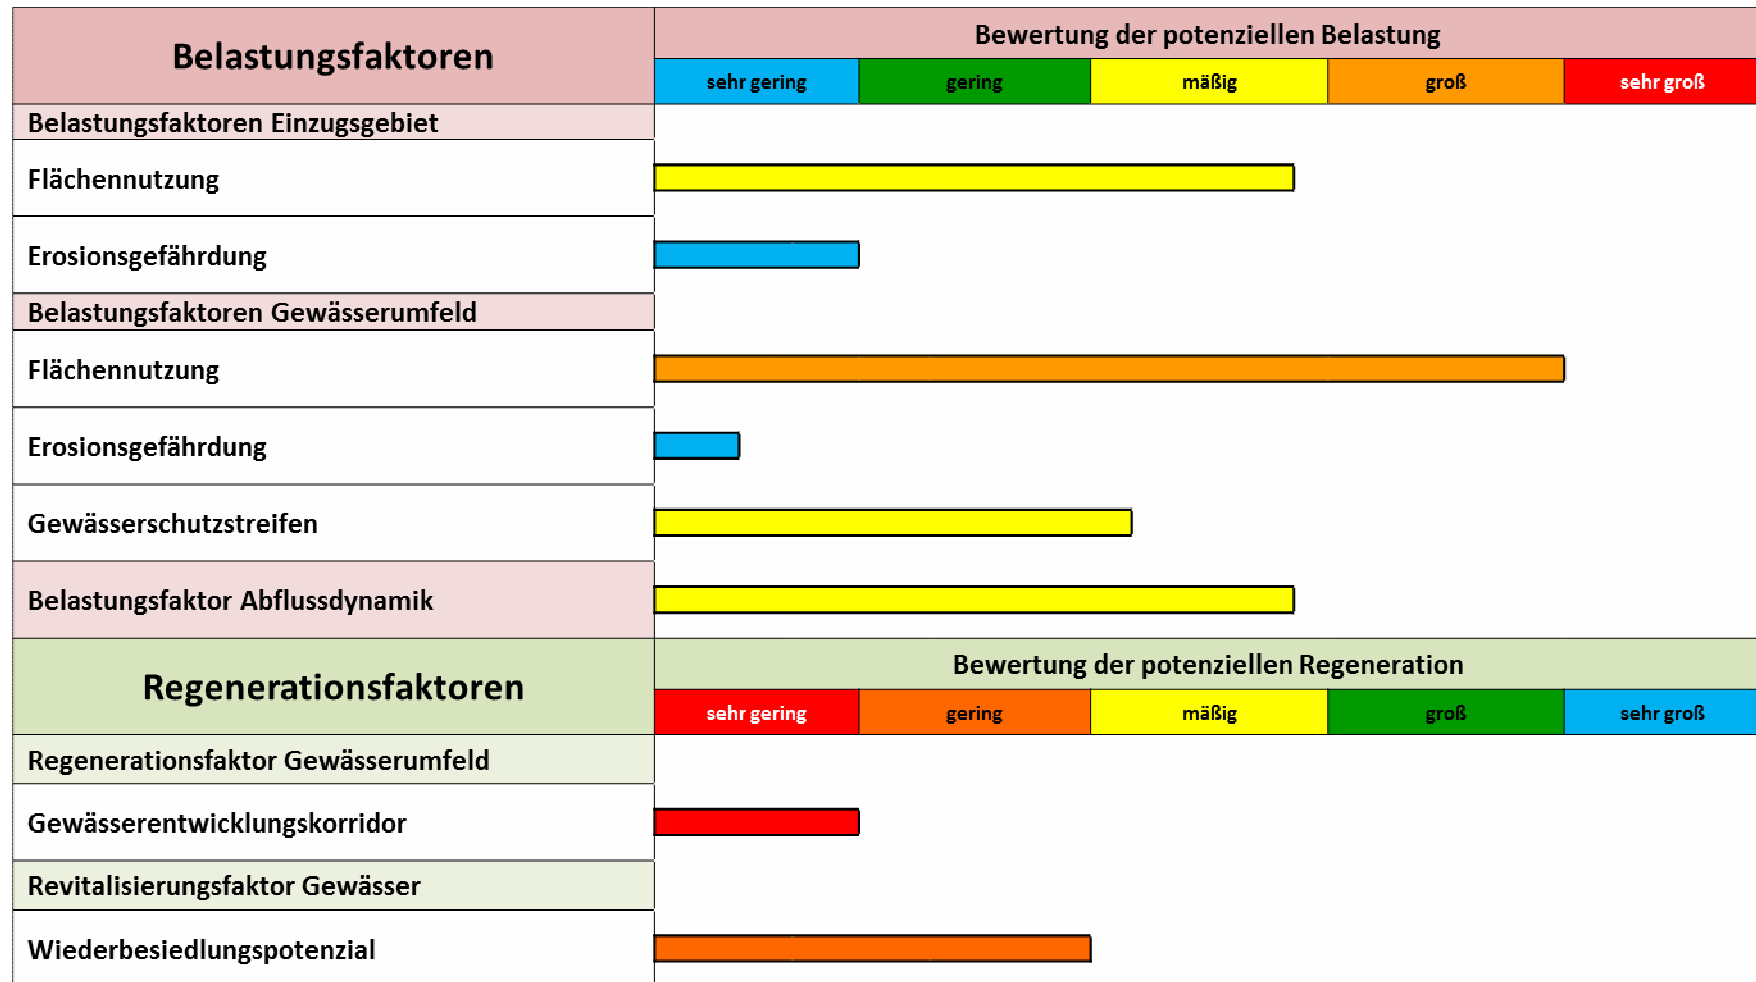 Belastungsfaktoren
Bewertung der potenziellen Belastung
sehr gering gering mäßig groß sehr groß
Belastungsfaktoren Einzugsgebiet
Flächennutzung
Erosionsgefährdung
Belastungsfaktoren Gewässerumfeld
Flächennutzung
Erosionsgefährdung
Gewässerschutzstreifen
Belastungsfaktor Abflussdynamik
Regenerationsfaktoren
Bewertung der potenziellen Regeneration
sehr gering gering mäßig groß sehr groß
Regenerationsfaktor Gewässerumfeld
Gewässerentwicklungskorridor
Revitalisierungsfaktor Gewässer
Wiederbesiedlungspotenzial